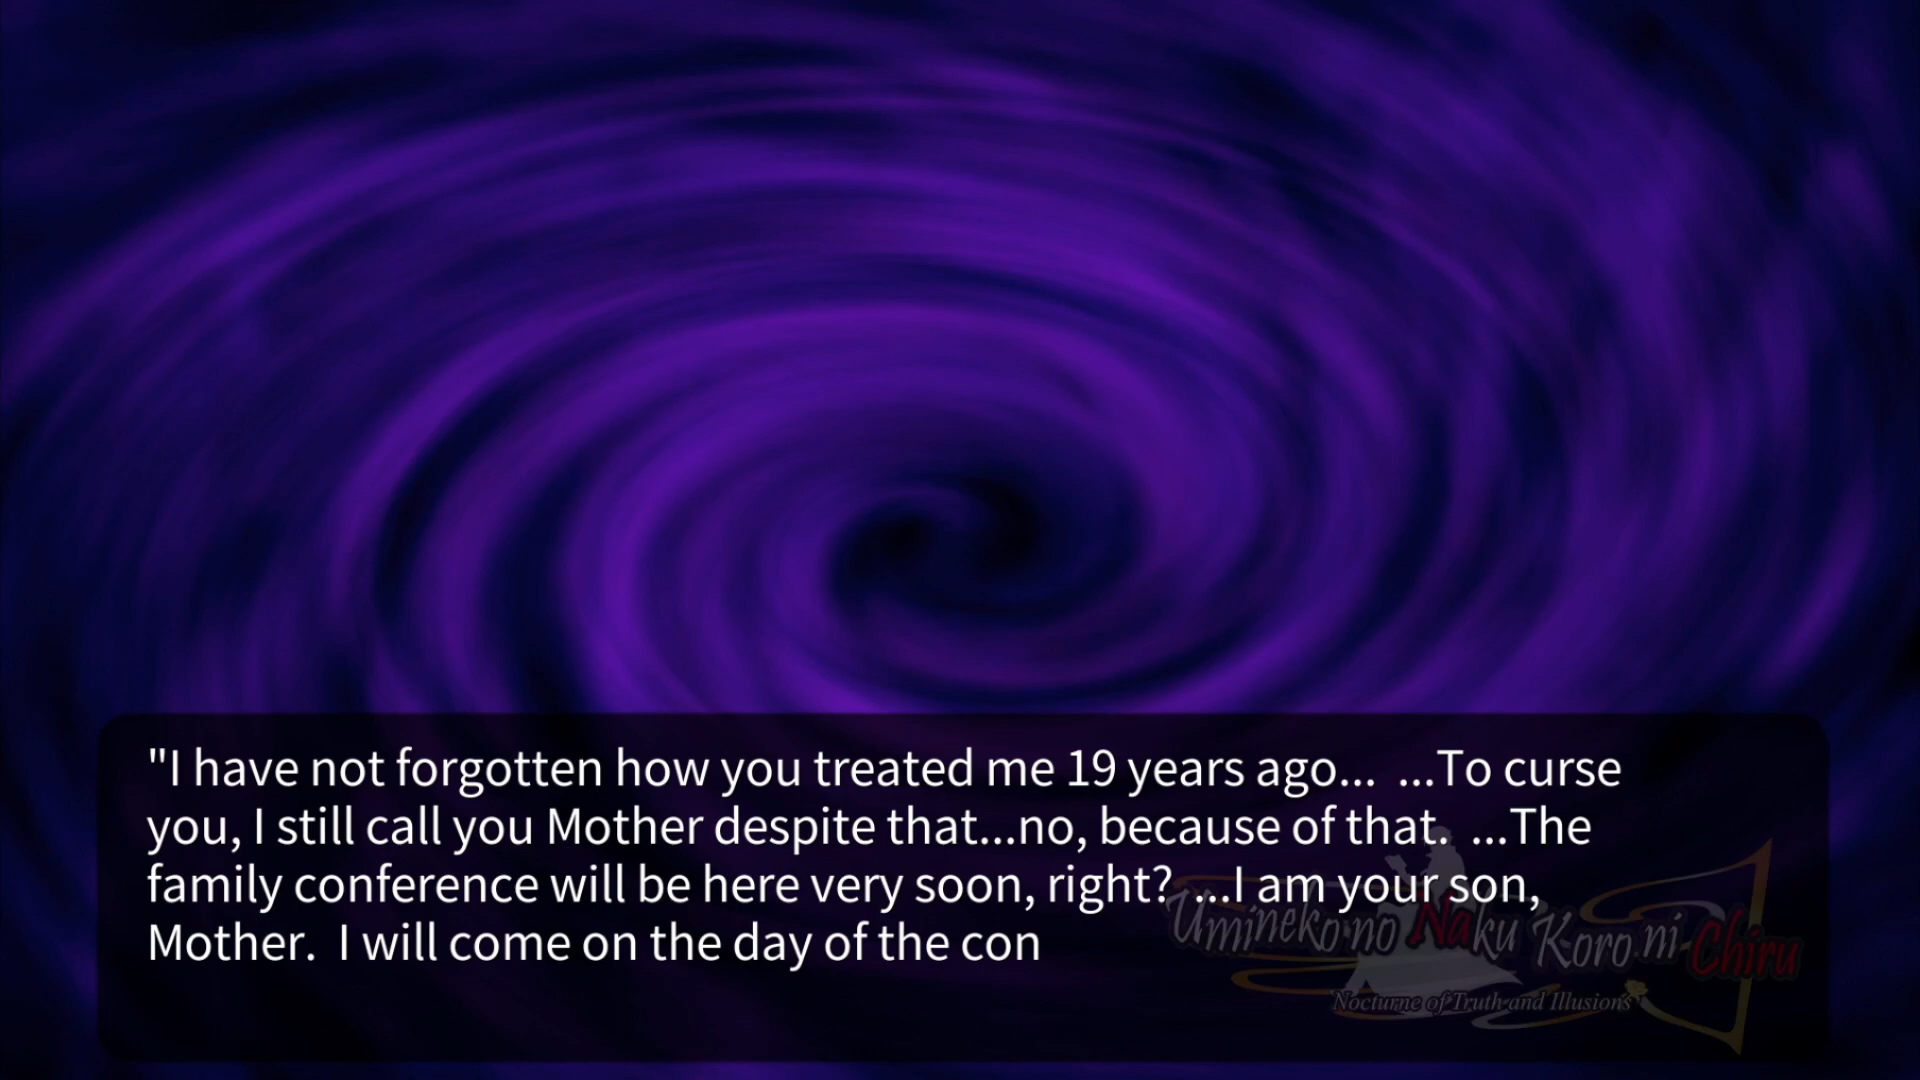 "I have not forgotten how you treated me 19 years ago...  ...To curse
you, I still call you Mother despite that...no, because of that.  ...The
family conference will be here very soon, right?  ...I am your son,
Mother.  I will come on the day of the con
Umineko no Naku Koro ni Chiru
Nocturne of Truth and Illusions